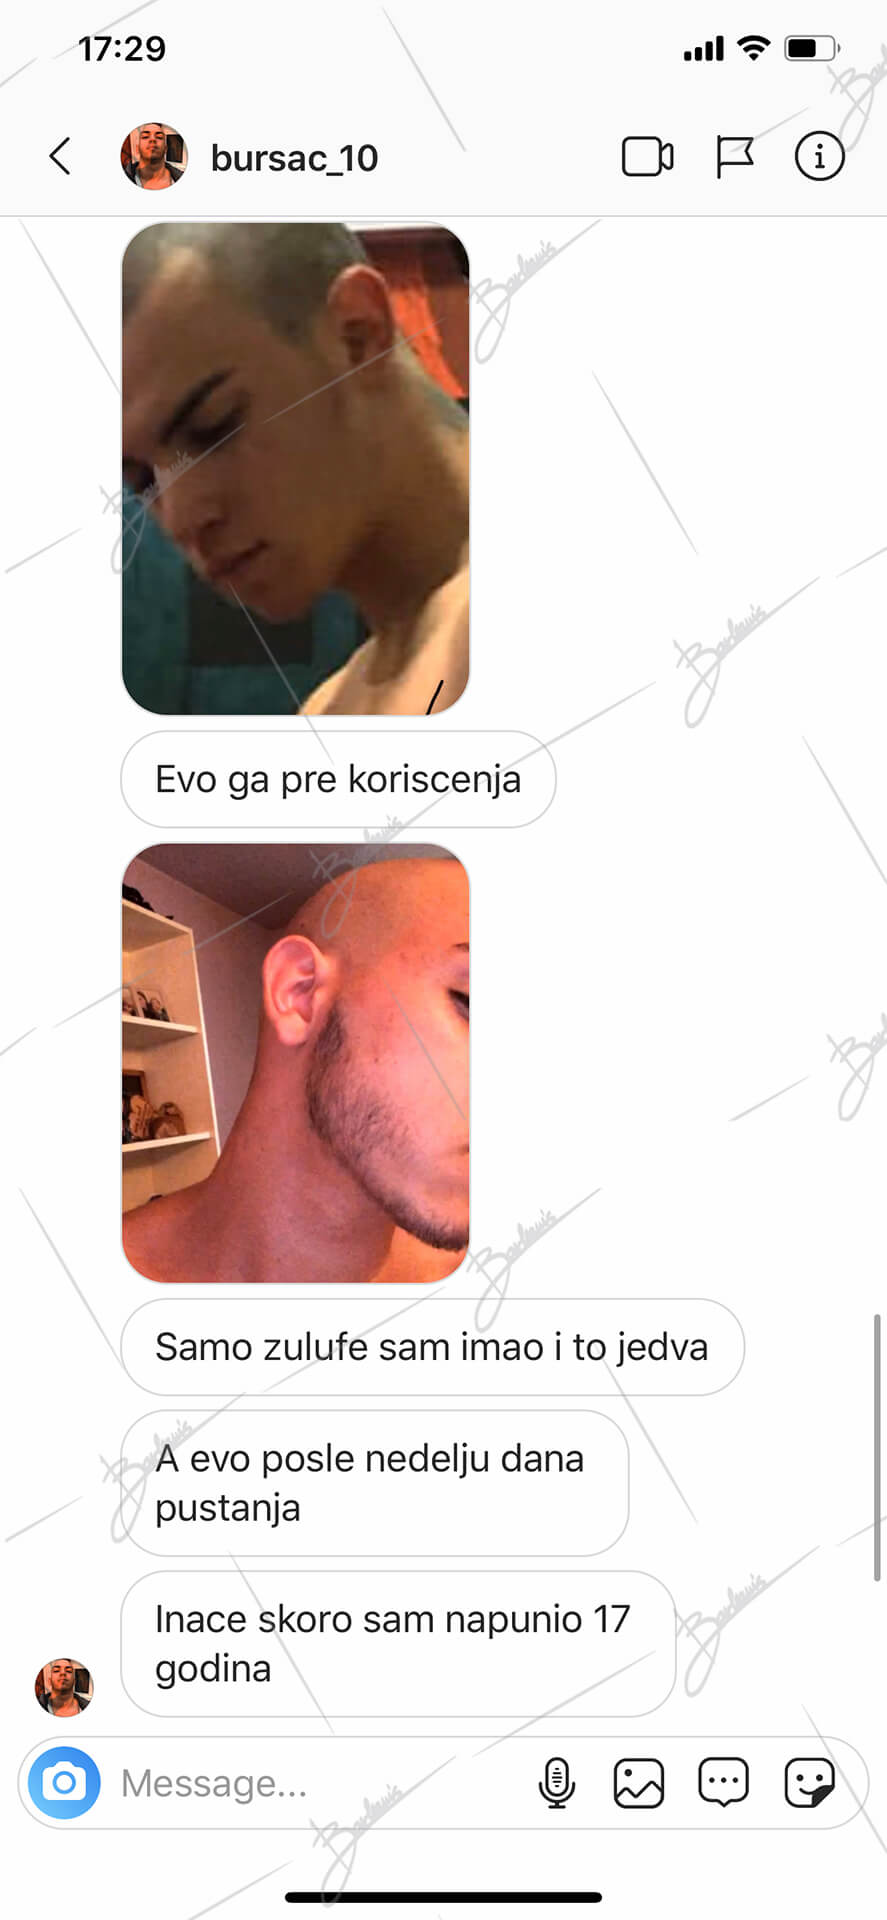 17:29
bursac_10
Evo ga pre koriscenja
Samo zulufe sam imao i to jedva
A evo posle nedelju dana
pustanja
Inace skoro sam napunio 17
godina
Message...